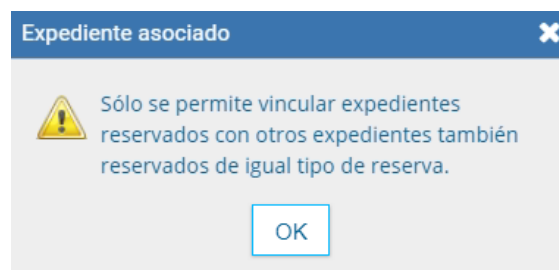 Expediente asociado
Sólo se permite vincular expedientes
reservados con otros expedientes también
reservados de igual tipo de reserva.
OK